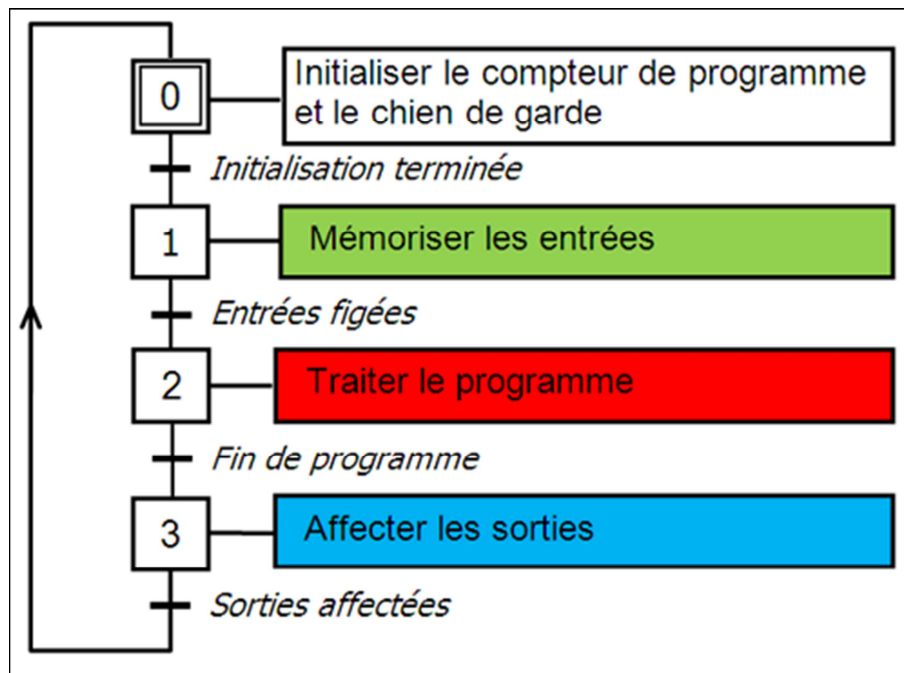 0
Initialiser le compteur de programme
et le chien de garde
Initialisation terminée
1
Mémoriser les entrées
Entrées figées
2
Traiter le programme
Fin de programme
3
Affecter les sorties
Sorties affectées